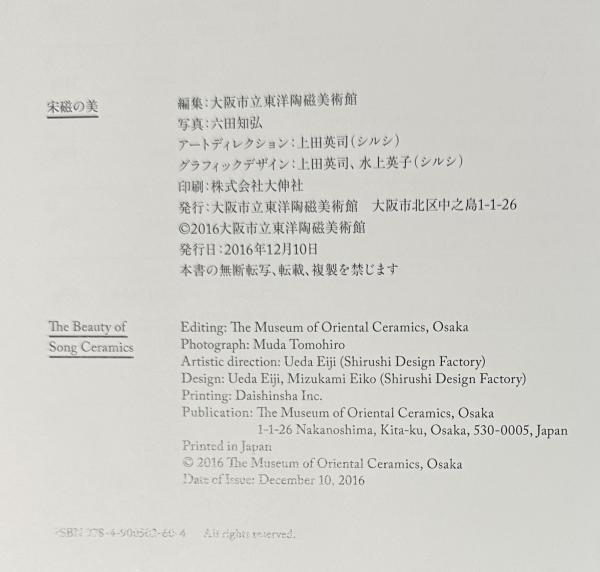 宋磁の美
編集：大阪市立東洋陶磁美術館
写真：六田知弘
アートディレクション：上田英司（シルシ）
グラフィックデザイン：上田英司、水上英子（シルシ）
印刷：株式会社大伸社
発行：大阪市立東洋陶磁美術館　大阪市北区中之島1-1-26
©2016大阪市立東洋陶磁美術館
発行日：2016年12月10日
本書の無断転写、転載、複製を禁じます
The Beauty of
Song Ceramics
Editing: The Museum of Oriental Ceramics, Osaka
Photograph: Muda Tomohiro
Artistic direction: Ueda Eiji (Shirushi Design Factory)
Design: Ueda Eiji, Mizukami Eiko (Shirushi Design Factory)
Printing: Daishinsha Inc.
Publication: The Museum of Oriental Ceramics, Osaka
1-1-26 Nakanoshima, Kita-ku, Osaka, 530-0005, Japan
Printed in Japan
© 2016 The Museum of Oriental Ceramics, Osaka
Date of Issue: December 10, 2016
ISBN 978-4-900502-60-4 All rights reserved.